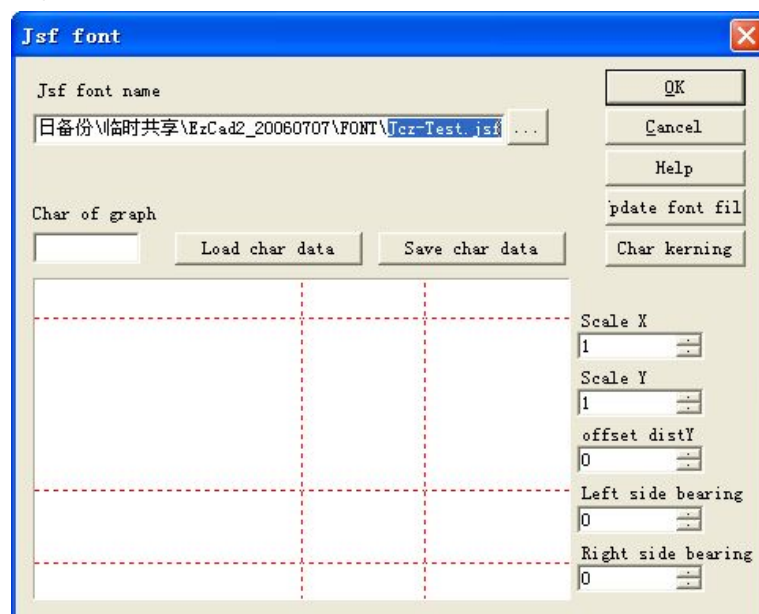 Jsf font
Jsf font name
日备份\临时共享\EzCad2_20060707\FONT\Jcz-Test.jsf
...
OK
Cancel
Help
pdate font fil
Char kerning
Char of graph
Load char data
Save char data
Scale X
1
Scale Y
1
offset distY
0
Left side bearing
0
Right side bearing
0